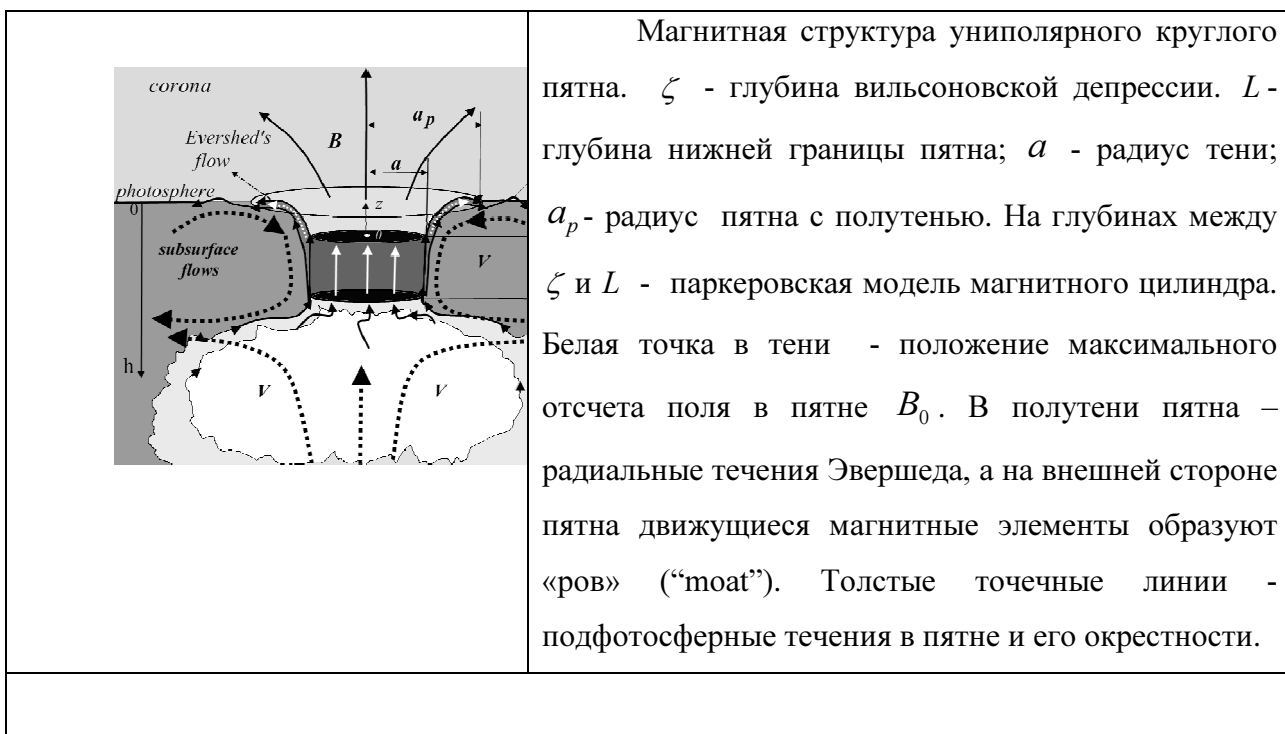 corona
a_p
B
Evershed's
flow
a
photosphere
0
z
0
subsurface
flows
V
h
V
V
Магнитная структура униполярного круглого
пятна. ζ - глубина вильсоновской депрессии. L -
глубина нижней границы пятна; a - радиус тени;
a_p - радиус пятна с полутенью. На глубинах между
ζ и L - паркеровская модель магнитного цилиндра.
Белая точка в тени - положение максимального
отсчета поля в пятне B_0. В полутени пятна –
радиальные течения Эвершеда, а на внешней стороне
пятна движущиеся магнитные элементы образуют
«ров» (“moat”). Толстые точечные линии -
подфотосферные течения в пятне и его окрестности.